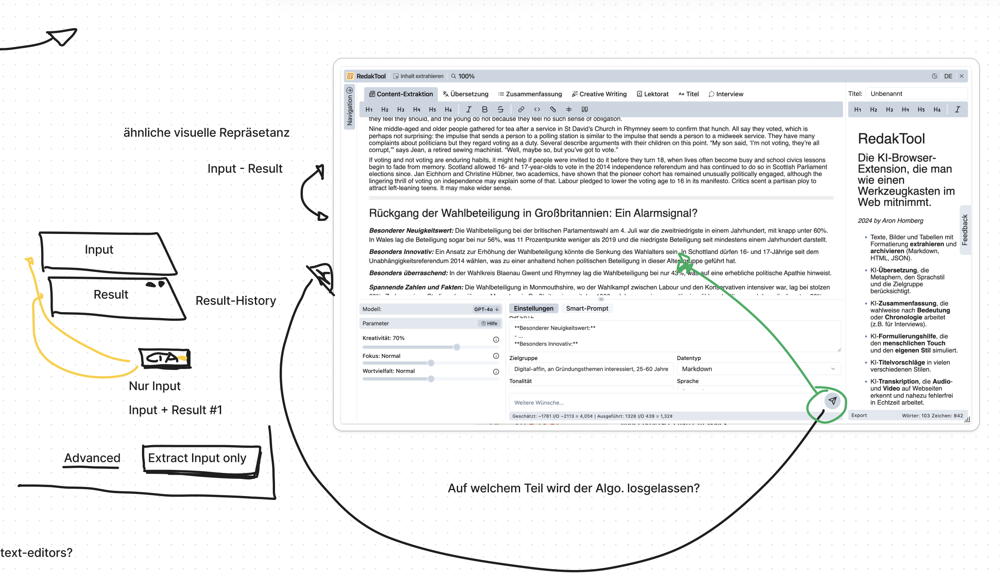 ähnliche visuelle Repräsetanz
Input - Result
Input
Result
Result-History
CTA
Nur Input
Input + Result #1
Advanced
Extract Input only
text-editors?
Auf welchem Teil wird der Algo. losgelassen?
RedakTool
Inhalt extrahieren
100%
DE
Navigation
Content-Extraktion
Übersetzung
Zusammenfassung
Creative Writing
Lektorat
Titel
Interview
H1 H2 H3 H4 H5 H6
they feel they should, and the young do not because they feel no such sense of obligation.
Nine middle-aged and older people gathered for tea after a service in St David’s Church in Rhymney seem to confirm that hunch. All say they voted, which is
perhaps not surprising: the impulse that sends a person to a polling station is similar to the impulse that sends a person to a midweek service. They have many
complaints about politicians but they regard voting as a duty. Several describe arguments with their children on this point. “My son said, ‘I’m not voting, they’re all
corrupt,’” says Jean, a retired sewing machinist. “Well, maybe so, but you’ve got to vote.”
If voting and not voting are enduring habits, it might help if people were invited to do it before they turn 18, when lives often become busy and school civics lessons
begin to fade from memory. Scotland allowed 16- and 17-year-olds to vote in the 2014 independence referendum and has continued to do so in Scottish Parliament
elections since. Jan Eichhorn and Christine Hübner, two academics, have shown that the pioneer cohort has remained unusually politically engaged, although the
lingering thrill of voting on independence may explain some of that. Labour pledged to lower the voting age to 16 in its manifesto. Critics scent a partisan ploy to
attract left-leaning teens. It may make wider sense.
Rückgang der Wahlbeteiligung in Großbritannien: Ein Alarmsignal?
Besonderer Neuigkeitswert: Die Wahlbeteiligung bei der britischen Parlamentswahl am 4. Juli war die zweitniedrigste in einem Jahrhundert, mit knapp unter 60%.
In Wales lag die Beteiligung sogar bei nur 56%, was 11 Prozentpunkte weniger als 2019 und die niedrigste Beteiligung seit mindestens einem Jahrhundert darstellt.
Besonders Innovativ: Ein Ansatz zur Erhöhung der Wahlbeteiligung könnte die Senkung des Wahlalters sein. In Schottland dürfen 16- und 17-Jährige seit dem
Unabhängigkeitsreferendum 2014 wählen, was zu einer anhaltend hohen politischen Beteiligung in dieser Altersgruppe geführt hat.
Besonders überraschend: In der Wahlkreis Blaenau Gwent und Rhymney lag die Wahlbeteiligung bei nur 43%, was auf eine erhebliche politische Apathie hinweist.
Spannende Zahlen und Fakten: Die Wahlbeteiligung in Monmouthshire, wo der Wahlkampf zwischen Labour und den Konservativen intensiver war, lag bei stolzen
Modell:
GPT-4o
Parameter
Hilfe
Kreativität: 70%
Fokus: Normal
Wortvielfalt: Normal
Einstellungen
Smart-Prompt
ASPEKTE
**Besonderer Neuigkeitswert:**
- ...
**Besonders Innovativ:**
Zielgruppe
Datentyp
Digital-affin, an Gründungsthemen interessiert, 25-60 Jahre
Markdown
Tonalität
Sprache
Weitere Wünsche...
Geschätzt: ~1761 I/O ~2113 ≈ 4,05¢ | Ausgeführt: 1328 I/O 439 = 1,32¢
Titel:
Unbenannt
H1 H2 H3 H4 H5 H6
RedakTool
Die KI-Browser-
Extension, die man
wie einen
Werkzeugkasten im
Web mitnimmt.
2024 by Aron Homberg
Texte, Bilder und Tabellen mit
Formatierung extrahieren und
archivieren (Markdown,
HTML, JSON).
KI-Übersetzung, die
Metaphern, den Sprachstil
und die Zielgruppe
berücksichtigt.
KI-Zusammenfassung, die
wahlweise nach Bedeutung
oder Chronologie arbeitet
(z.B. für Interviews).
KI-Formulierungshilfe, die
den menschlichen Touch
und den eigenen Stil simuliert.
KI-Titelvorschläge in vielen
verschiedenen Stilen.
KI-Transkription, die Audio-
und Video auf Webseiten
erkennt und nahezu fehlerfrei
in Echtzeit arbeitet.
Feedback
Export
Wörter: 103 Zeichen: 842